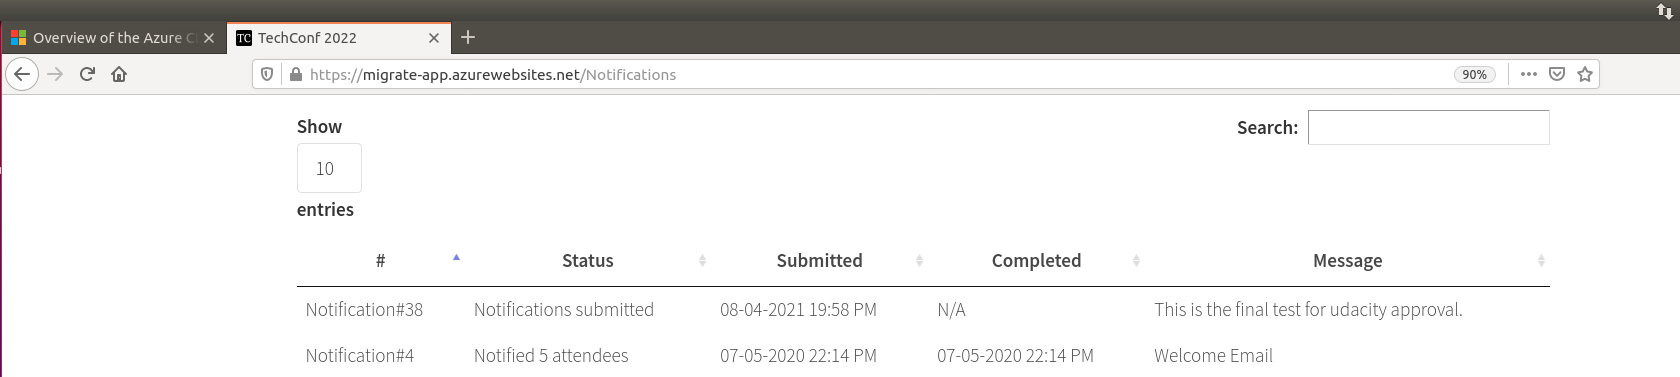 Overview of the Azure C
TC TechConf 2022
https://migrate-app.azurewebsites.net/Notifications 90%
Show Search:
10
entries
# Status Submitted Completed Message
Notification#38 Notifications submitted 08-04-2021 19:58 PM N/A This is the final test for udacity approval.
Notification#4 Notified 5 attendees 07-05-2020 22:14 PM 07-05-2020 22:14 PM Welcome Email